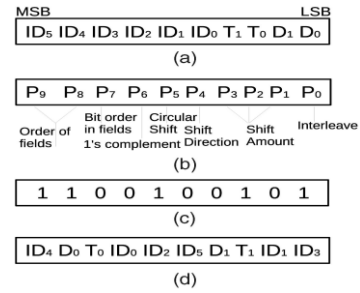 MSB LSB
ID₅ ID₄ ID₃ ID₂ ID₁ ID₀ T₁ T₀ D₁ D₀
(a)
P₉ P₈ P₇ P₆ P₅ P₄ P₃ P₂ P₁ P₀
Order of fields
Bit order in fields
1's complement
Circular Shift
Shift Direction
Shift Amount
Interleave
(b)
1 1 0 0 1 0 0 1 0 1
(c)
ID₄ D₀ T₀ ID₀ ID₂ ID₅ D₁ T₁ ID₁ ID₃
(d)